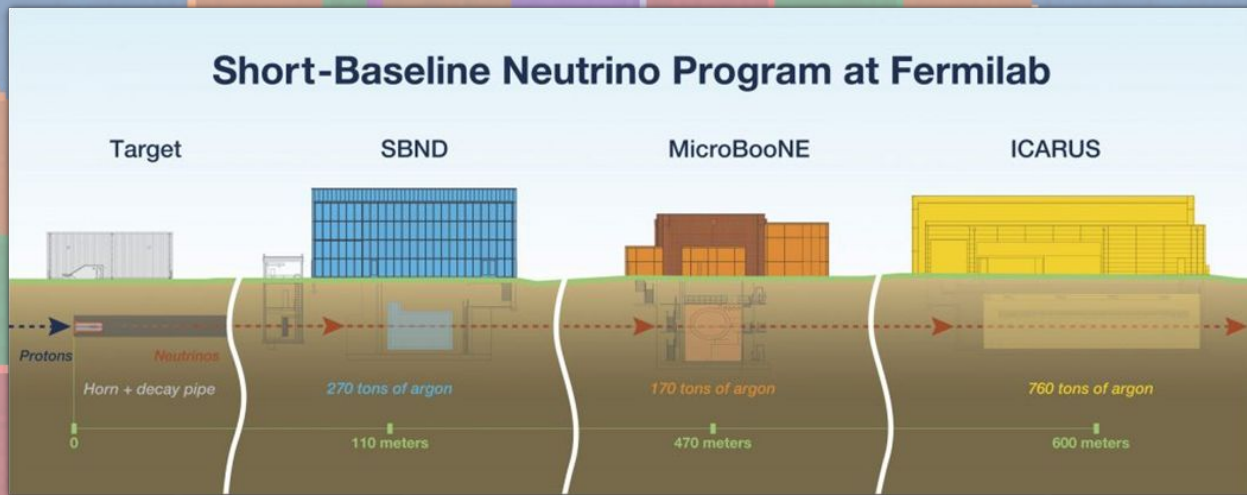 Short-Baseline Neutrino Program at Fermilab
Target
SBND
MicroBooNE
ICARUS
Protons
Neutrinos
Horn + decay pipe
270 tons of argon
170 tons of argon
760 tons of argon
0
110 meters
470 meters
600 meters